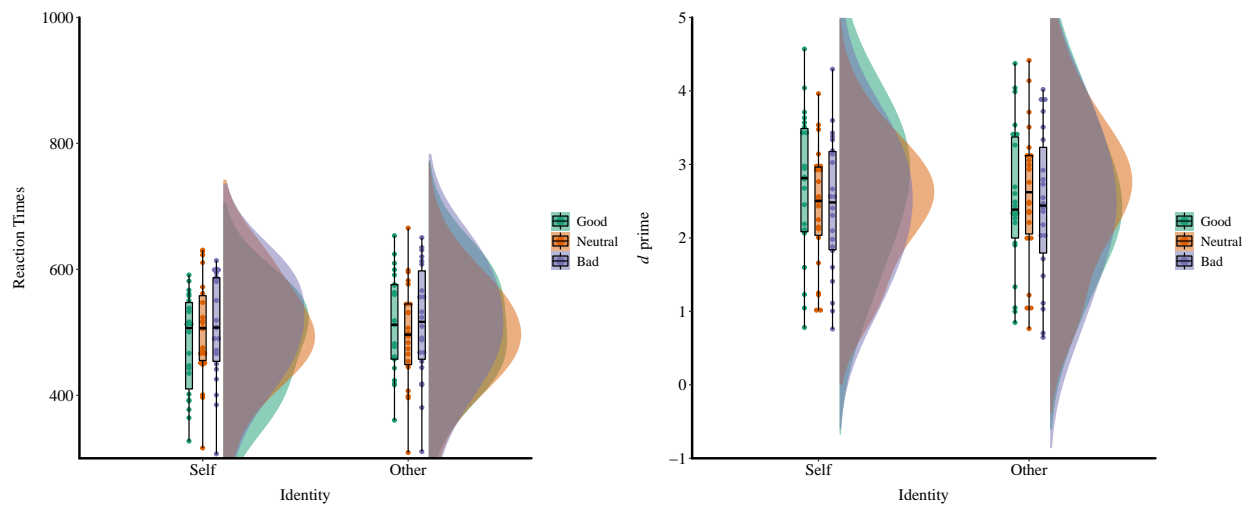 1000
800
600
400
Reaction Times
Self
Other
Identity
Good
Neutral
Bad
5
4
3
2
1
0
−1
d prime
Self
Other
Identity
Good
Neutral
Bad